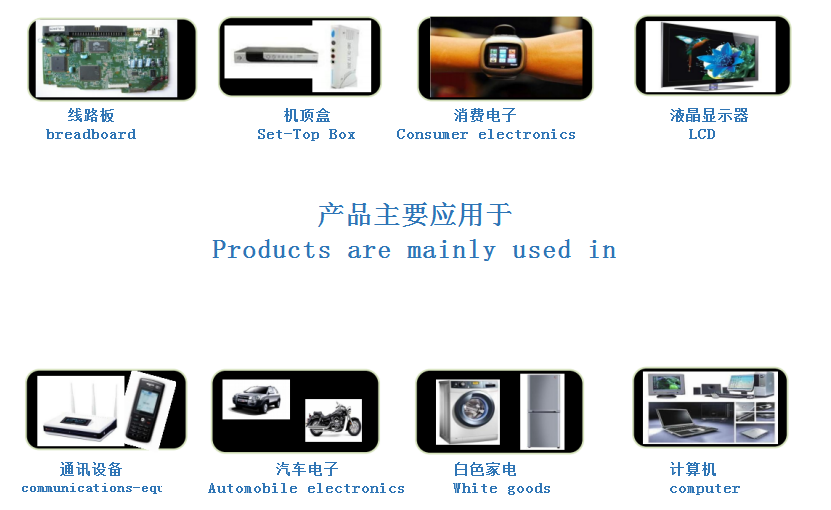 线路板
breadboard
机顶盒
Set-Top Box
消费电子
Consumer electronics
液晶显示器
LCD
产品主要应用于
Products are mainly used in
通讯设备
communications-equ
汽车电子
Automobile electronics
白色家电
White goods
计算机
computer